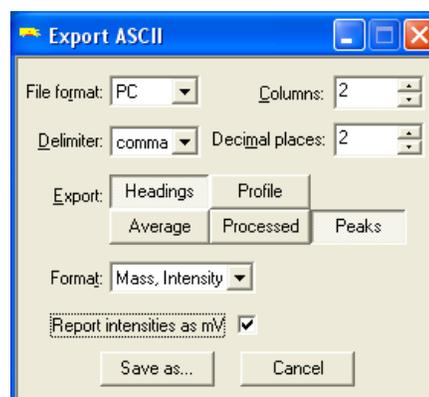 Export ASCII
File format: PC Columns: 2
Delimiter: comma Decimal places: 2
Export: Headings Profile
Average Processed Peaks
Format: Mass, Intensity
Report intensities as mV
Save as... Cancel